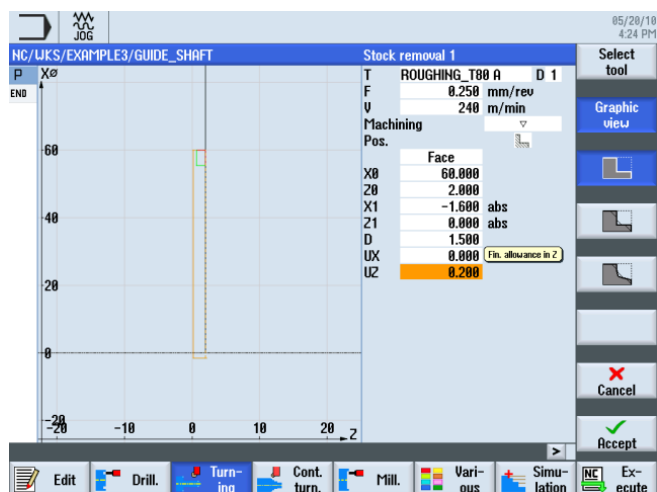 JOG
05/20/10
4:24 PM
NC/WKS/EXAMPLE3/GUIDE_SHAFT
Stock removal 1
Select tool
P
END
XØ
T ROUGHING_T80 A D 1
F 0.250 mm/rev
V 240 m/min
Machining ▽
Pos.
Face
X0 60.000
Z0 2.000
X1 -1.600 abs
Z1 0.000 abs
D 1.500
UX 0.000 Fin. allowance in Z
UZ 0.200
Graphic view
60
40
20
0
-20
-20 -10 0 10 20 Z
Cancel
Accept
>
Edit
Drill.
Turn-
ing
Cont.
turn.
Mill.
Vari-
ous
Simu-
lation
NC Ex-
ecute